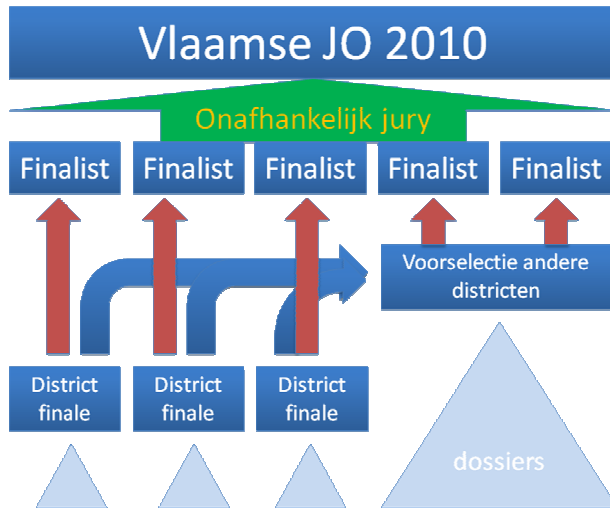 Vlaamse JO 2010
Onafhankelijk jury
Finalist
Finalist
Finalist
Finalist
Finalist
Voorselectie andere
districten
District
finale
District
finale
District
finale
dossiers